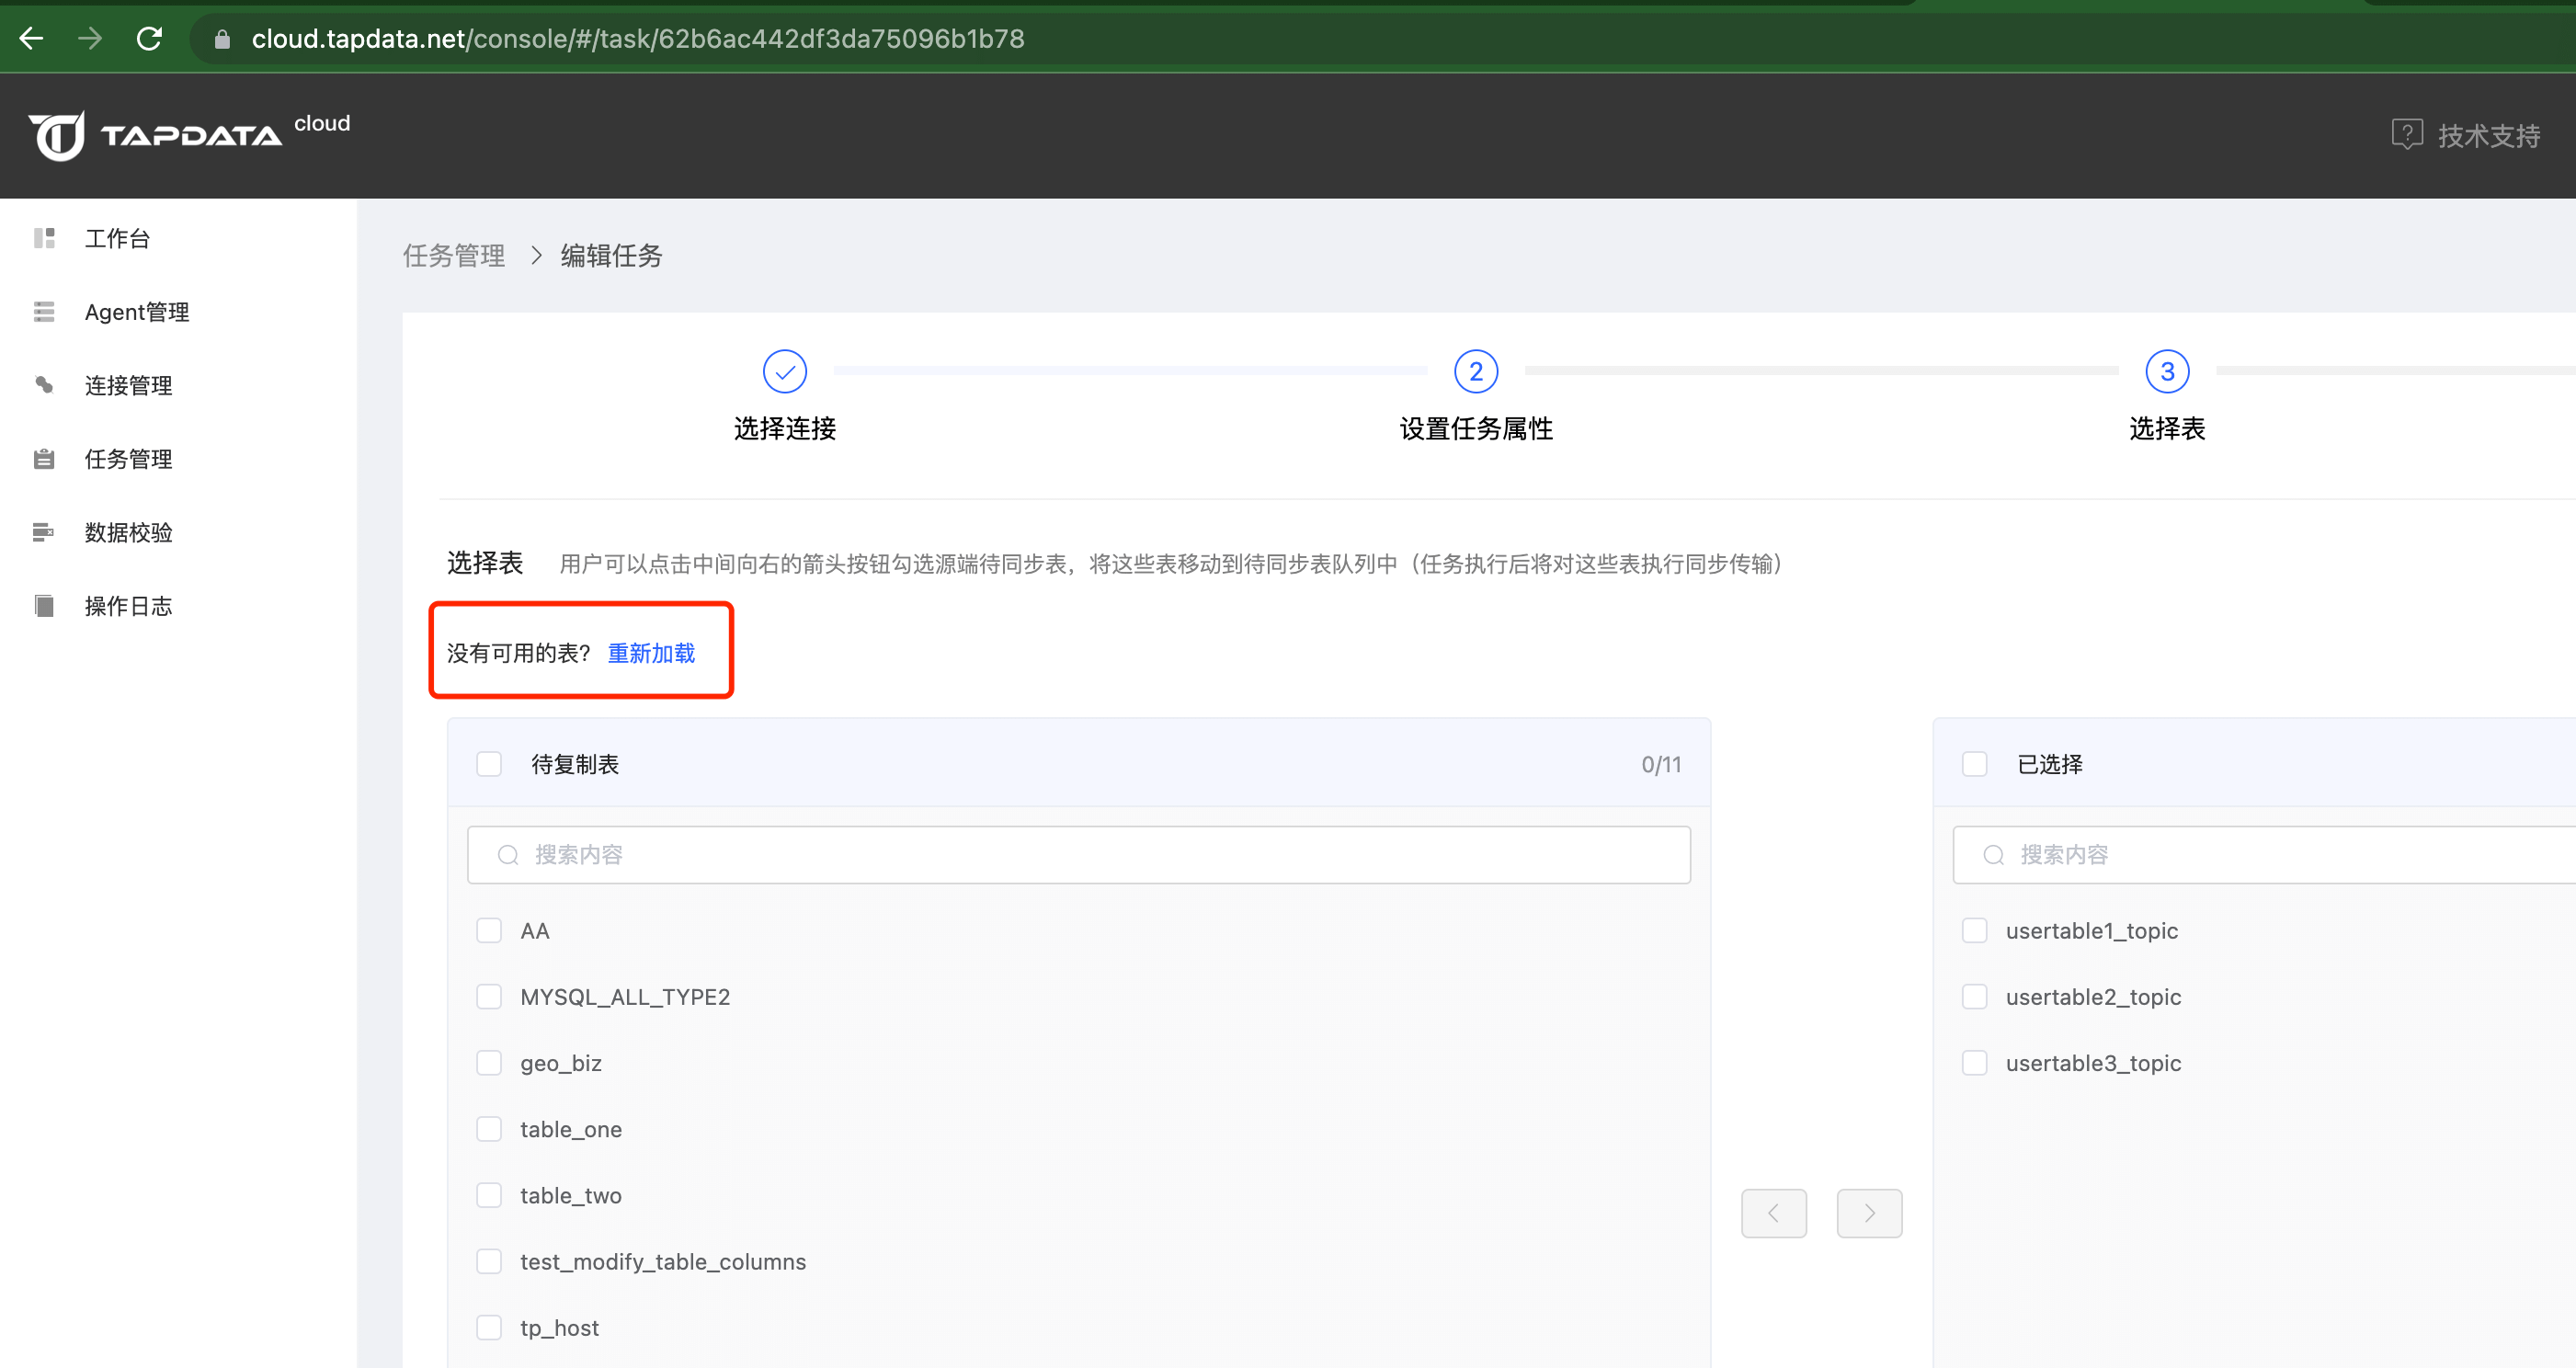 cloud.tapdata.net/console/#/task/62b6ac442df3da75096b1b78
TAPDATA cloud
技术支持
工作台
Agent管理
连接管理
任务管理
数据校验
操作日志
任务管理 > 编辑任务
2
3
选择连接
设置任务属性
选择表
选择表 用户可以点击中间向右的箭头按钮勾选源端待同步表，将这些表移动到待同步表队列中（任务执行后将对这些表执行同步传输）
没有可用的表? 重新加载
待复制表 0/11
搜索内容
AA
MYSQL_ALL_TYPE2
geo_biz
table_one
table_two
test_modify_table_columns
tp_host
已选择
搜索内容
usertable1_topic
usertable2_topic
usertable3_topic